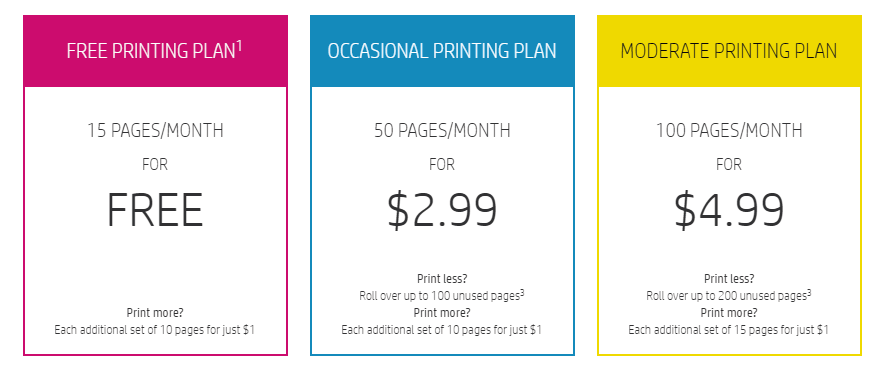 FREE PRINTING PLAN¹
15 PAGES/MONTH
FOR
FREE
Print more?
Each additional set of 10 pages for just $1
OCCASIONAL PRINTING PLAN
50 PAGES/MONTH
FOR
$2.99
Print less?
Roll over up to 100 unused pages³
Print more?
Each additional set of 10 pages for just $1
MODERATE PRINTING PLAN
100 PAGES/MONTH
FOR
$4.99
Print less?
Roll over up to 200 unused pages³
Print more?
Each additional set of 15 pages for just $1